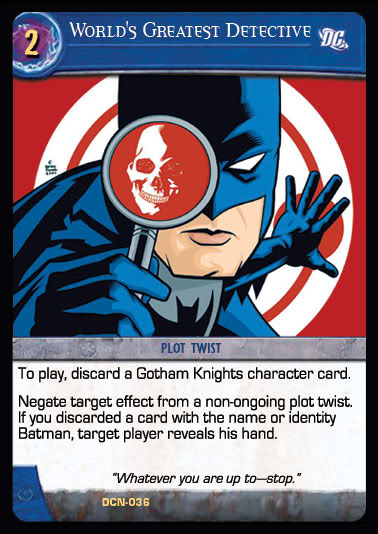 2
World's Greatest Detective
DC
PLOT TWIST
To play, discard a Gotham Knights character card.
Negate target effect from a non-ongoing plot twist.
If you discarded a card with the name or identity
Batman, target player reveals his hand.
"Whatever you are up to—stop."
DCN-036